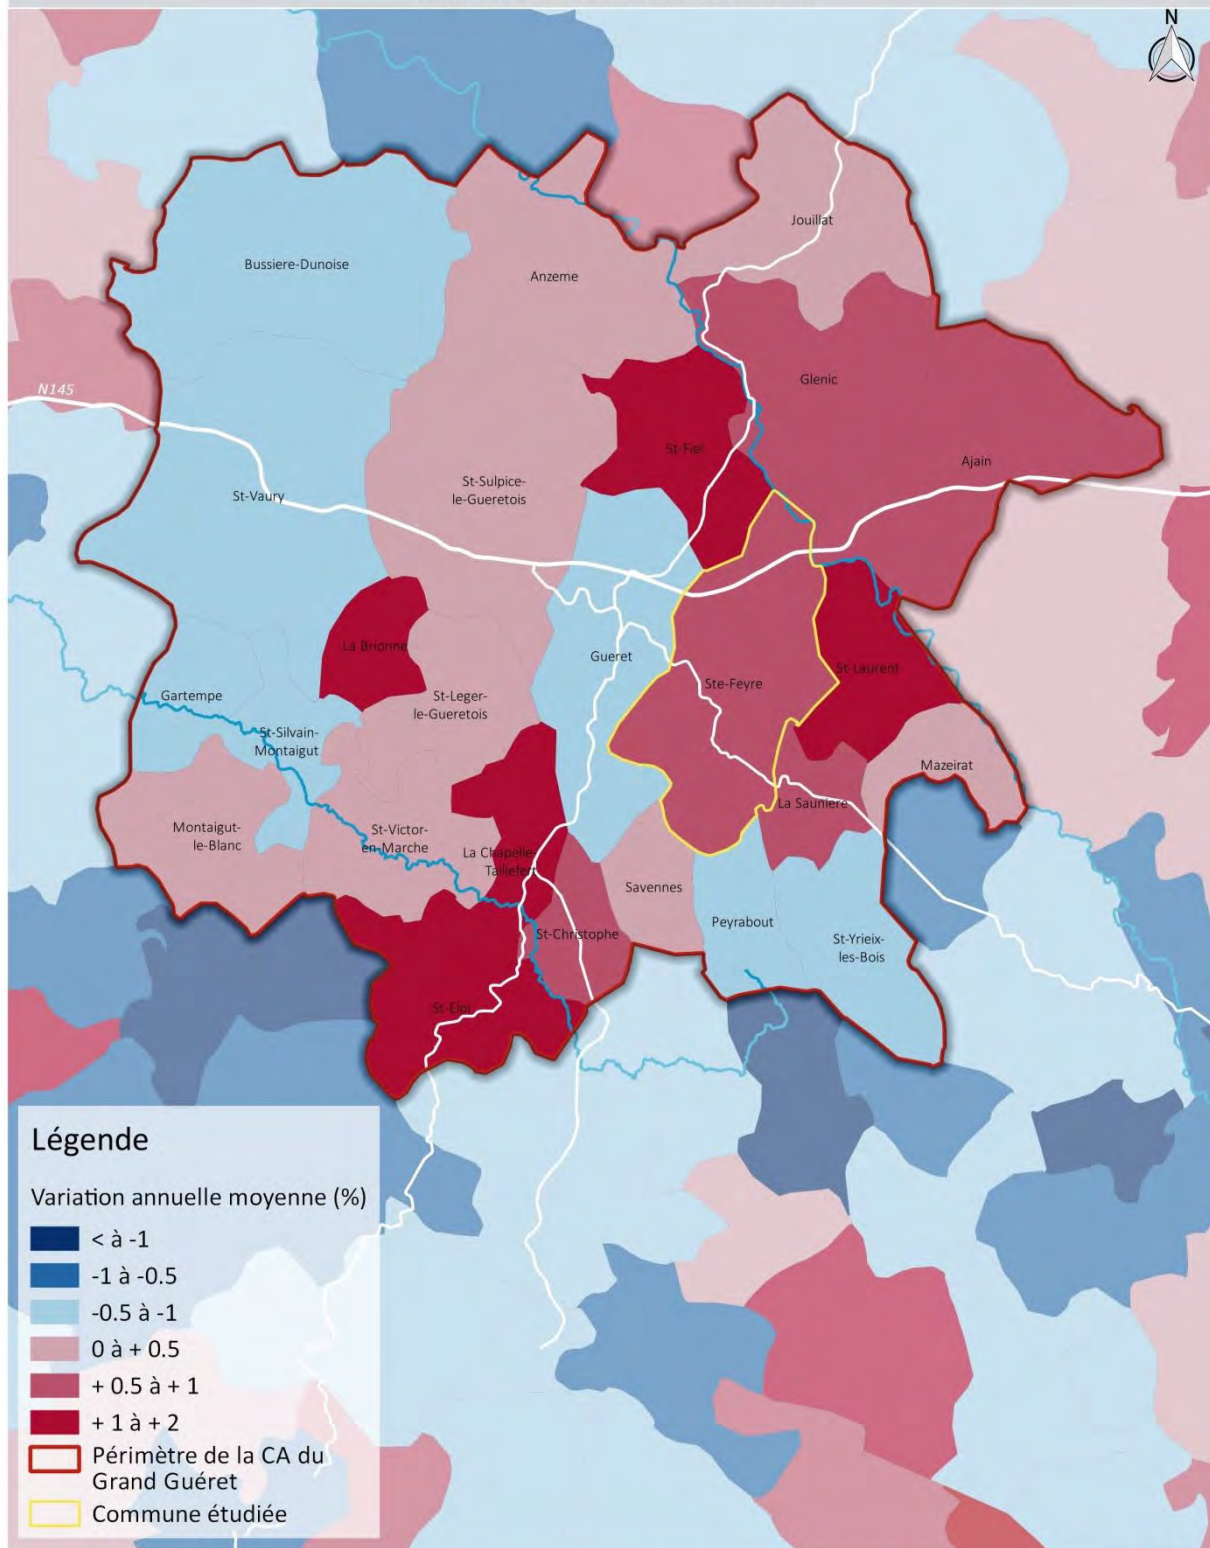 N
Jouillat
Bussiere-Dunoise
Anzeme
N145
Glenic
St-Fiel
Ajain
St-Sulpice-
le-Gueretois
St-Vaury
La Brionne
Gueret
St-Laurent
Ste-Feyre
Gartempe
St-Leger-
le-Gueretois
St-Silvain-
Montaigut
Mazeirat
La Sauniere
Montaigut-
le-Blanc
St-Victor-
en-Marche
La Chapelle-
Taillefert
Savennes
Peyrabout
St-Christophe
St-Yrieix-
les-Bois
St-Eloi
Légende
Variation annuelle moyenne (%)
< à -1
-1 à -0.5
-0.5 à -1
0 à + 0.5
+ 0.5 à + 1
+ 1 à + 2
Périmètre de la CA du
Grand Guéret
Commune étudiée